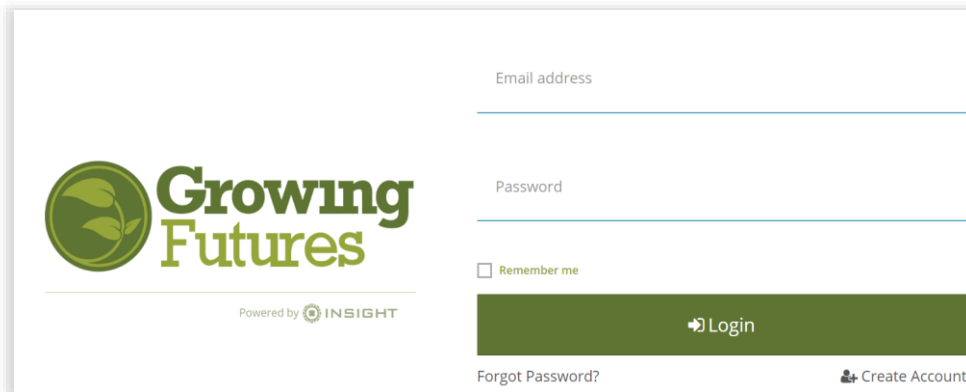 Growing
Futures
Powered by INSIGHT
Email address
Password
Remember me
Login
Forgot Password?
Create Account